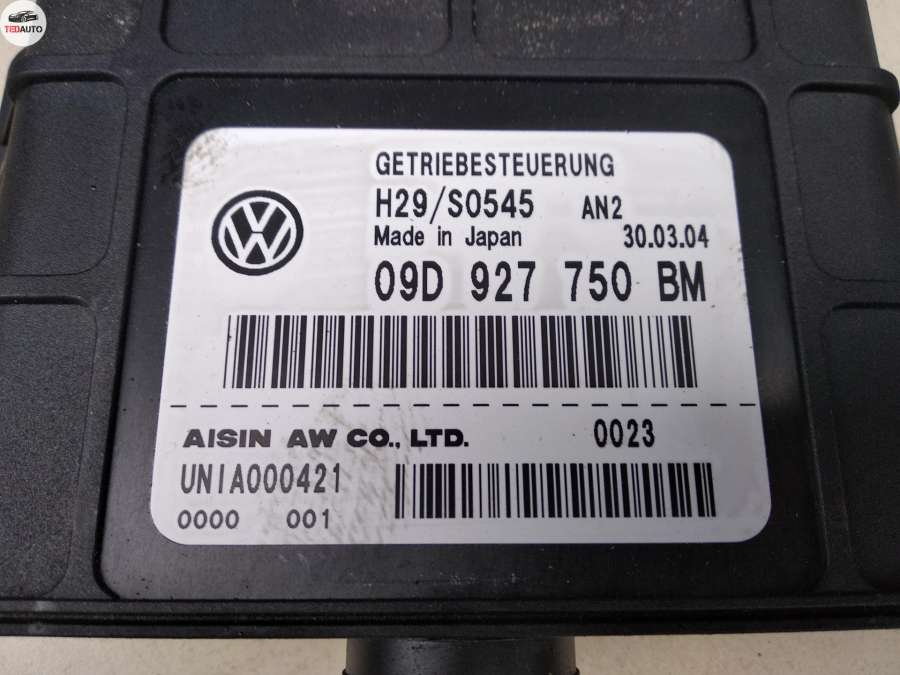 TEDAUTO
GETRIEBESTEUERUNG
H29/S0545 AN2
Made in Japan 30.03.04
09D 927 750 BM
AISIN AW CO., LTD. 0023
UNIA000421
0000 001